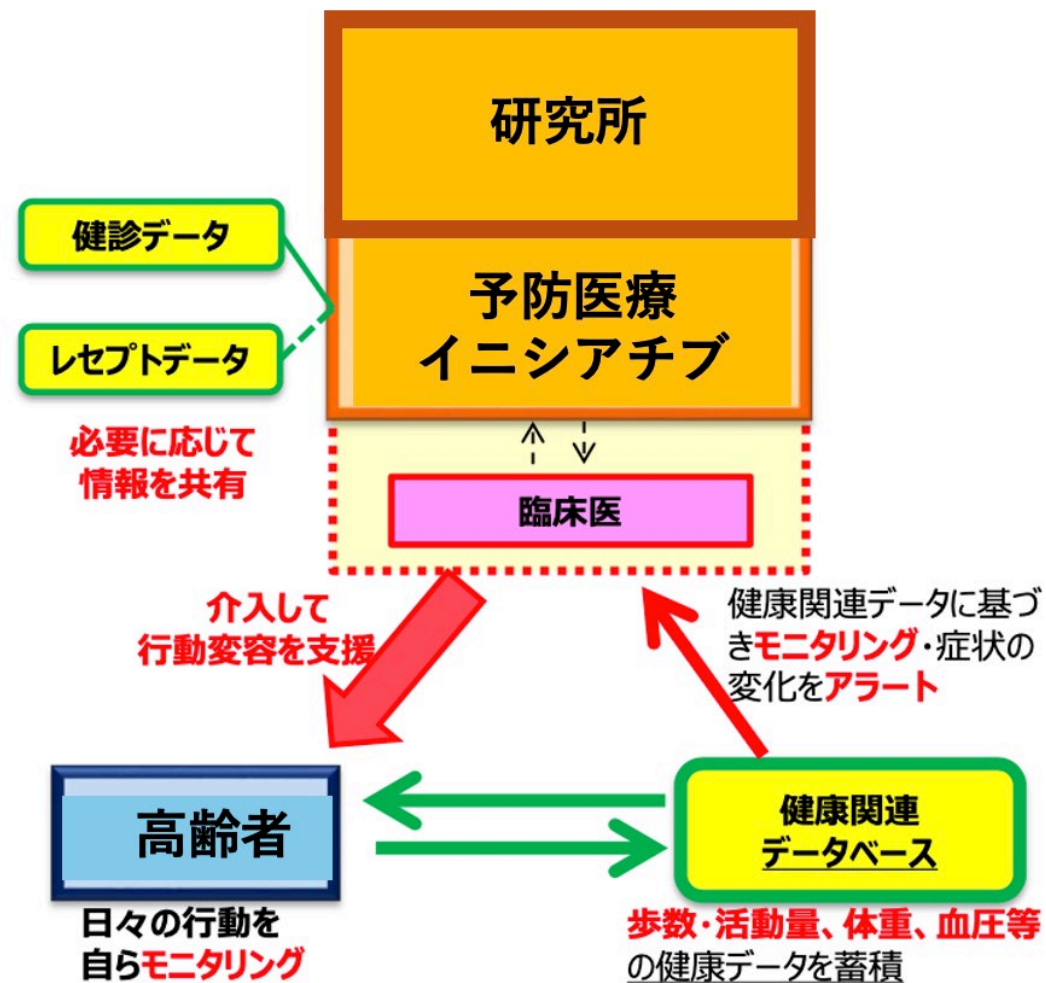 研究所
健診データ
予防医療
イニシアチブ
レセプトデータ
必要に応じて
情報を共有
臨床医
介入して
行動変容を支援
健康関連データに基づ
きモニタリング・症状の
変化をアラート
高齢者
日々の行動を
自らモニタリング
健康関連
データベース
歩数・活動量、体重、血圧等
の健康データを蓄積